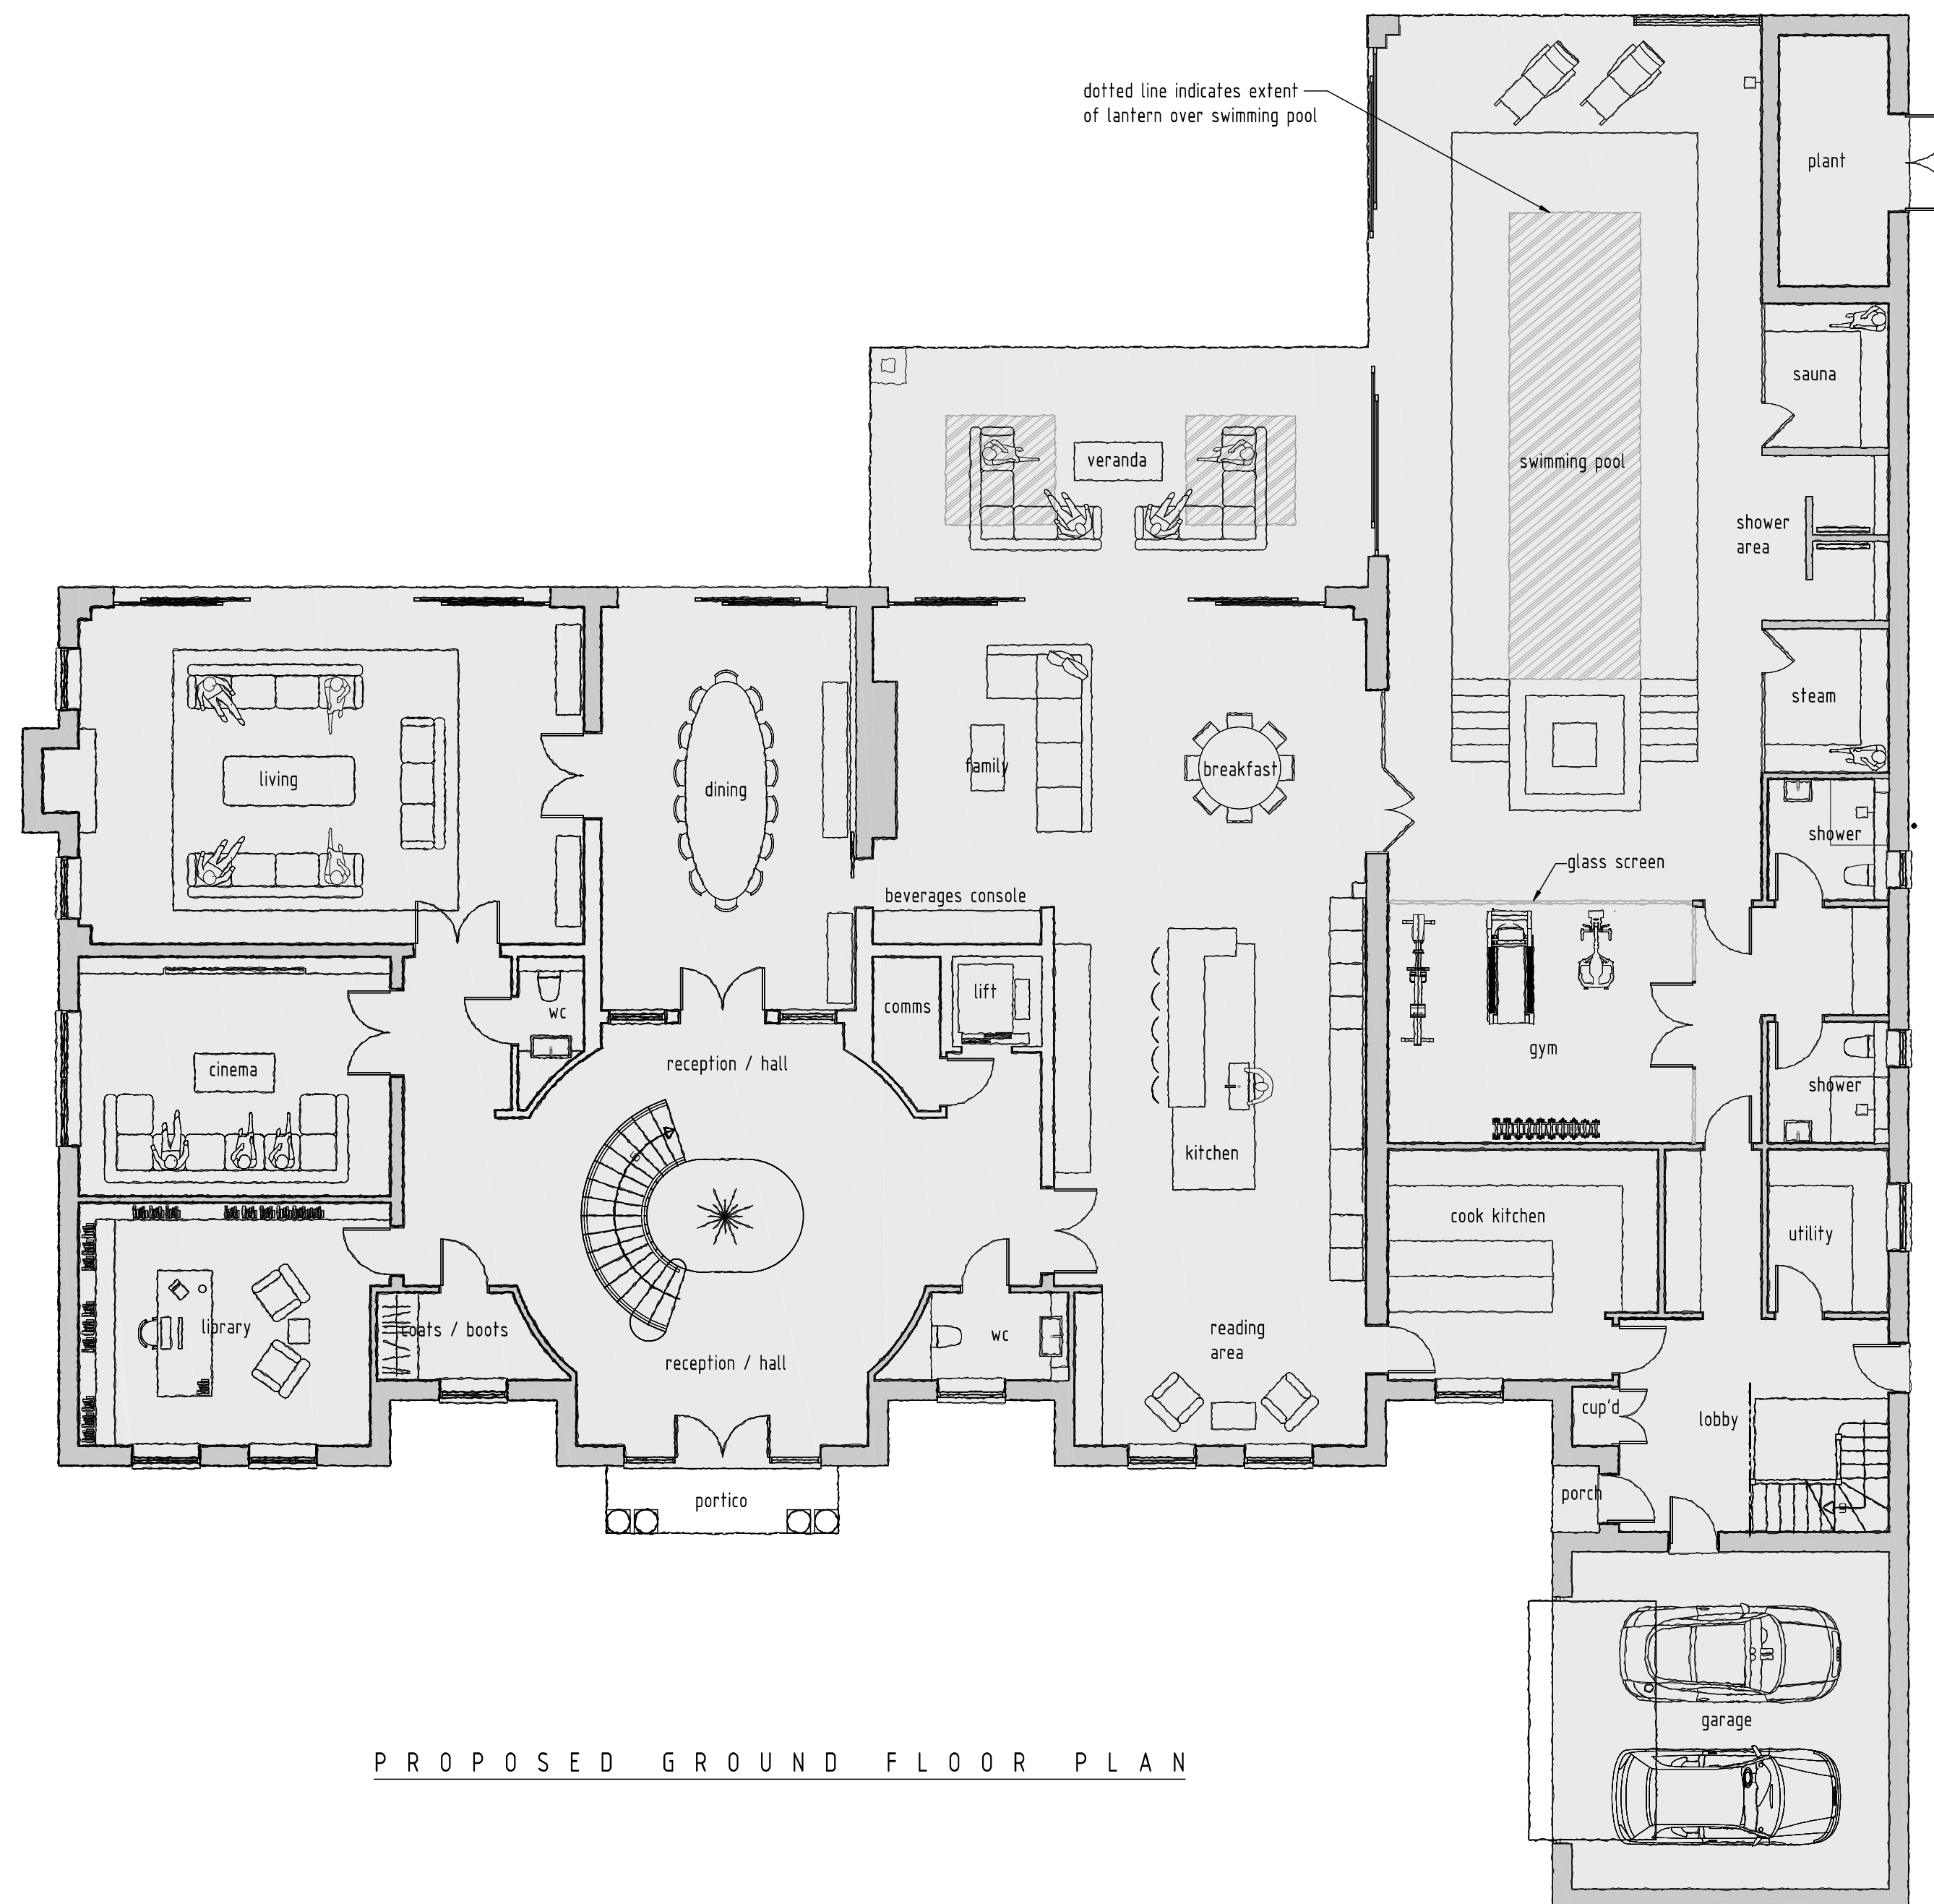 dotted line indicates extent
of lantern over swimming pool
plant
sauna
veranda
swimming pool
shower
area
steam
living
dining
family
breakfast
shower
glass screen
beverages console
wc
comms
lift
gym
reception / hall
cinema
shower
kitchen
cook kitchen
utility
library
coats / boots
reception / hall
wc
reading
area
cup'd
lobby
portico
porch
garage
PROPOSED GROUND FLOOR PLAN